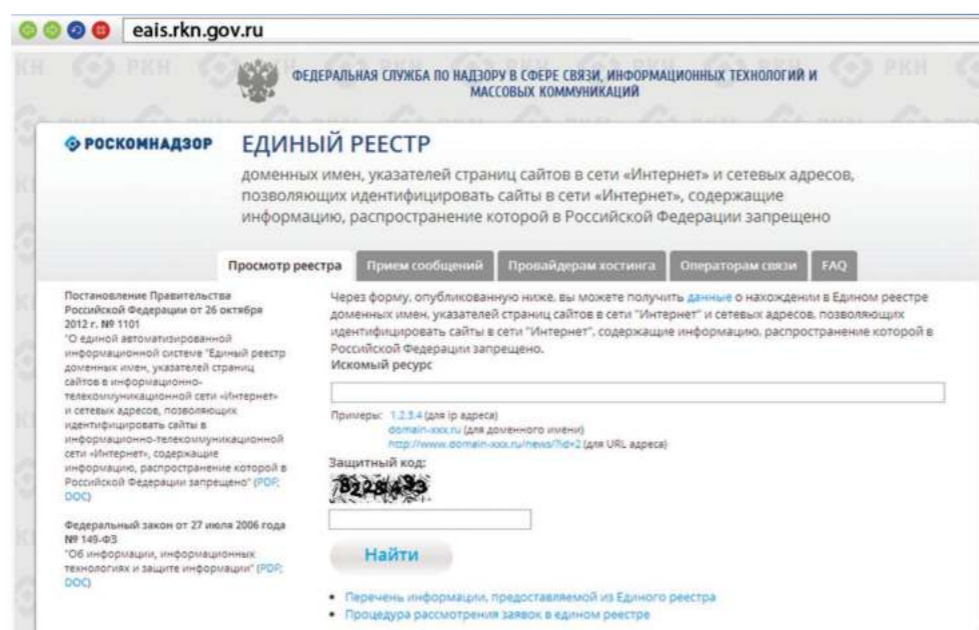 eais.rkn.gov.ru
ФЕДЕРАЛЬНАЯ СЛУЖБА ПО НАДЗОРУ В СФЕРЕ СВЯЗИ, ИНФОРМАЦИОННЫХ ТЕХНОЛОГИЙ И
МАССОВЫХ КОММУНИКАЦИЙ
РОСКОМНАДЗОР
ЕДИНЫЙ РЕЕСТР
доменных имен, указателей страниц сайтов в сети «Интернет» и сетевых адресов,
позволяющих идентифицировать сайты в сети «Интернет», содержащие
информацию, распространение которой в Российской Федерации запрещено
Просмотр реестра Прием сообщений Провайдерам хостинга Операторам связи FAQ
Постановление Правительства
Российской Федерации от 26 октября
2012 г. № 1101
"О единой автоматизированной
информационной системе "Единый реестр
доменных имен, указателей страниц
сайтов в информационно-
телекоммуникационной сети «Интернет»
и сетевых адресов, позволяющих
идентифицировать сайты в
информационно-телекоммуникационной
сети «Интернет», содержащие
информацию, распространение которой в
Российской Федерации запрещено" (PDF;
DOC)
Федеральный закон от 27 июля 2006 года
№ 149-ФЗ
"Об информации, информационных
технологиях и защите информации" (PDF;
DOC)
Через форму, опубликованную ниже, вы можете получить данные о нахождении в Едином реестре
доменных имен, указателей страниц сайтов в сети "Интернет" и сетевых адресов, позволяющих
идентифицировать сайты в сети "Интернет", содержащие информацию, распространение которой в
Российской Федерации запрещено.
Искомый ресурс
Примеры: 1.2.3.4 (для ip адреса)
domain-xxx.ru (для доменного имени)
http://www.domain-xxx.ru/news/?id=2 (для URL адреса)
Защитный код:
Найти
Перечень информации, предоставляемой из Единого реестра
Процедура рассмотрения заявок в едином реестре